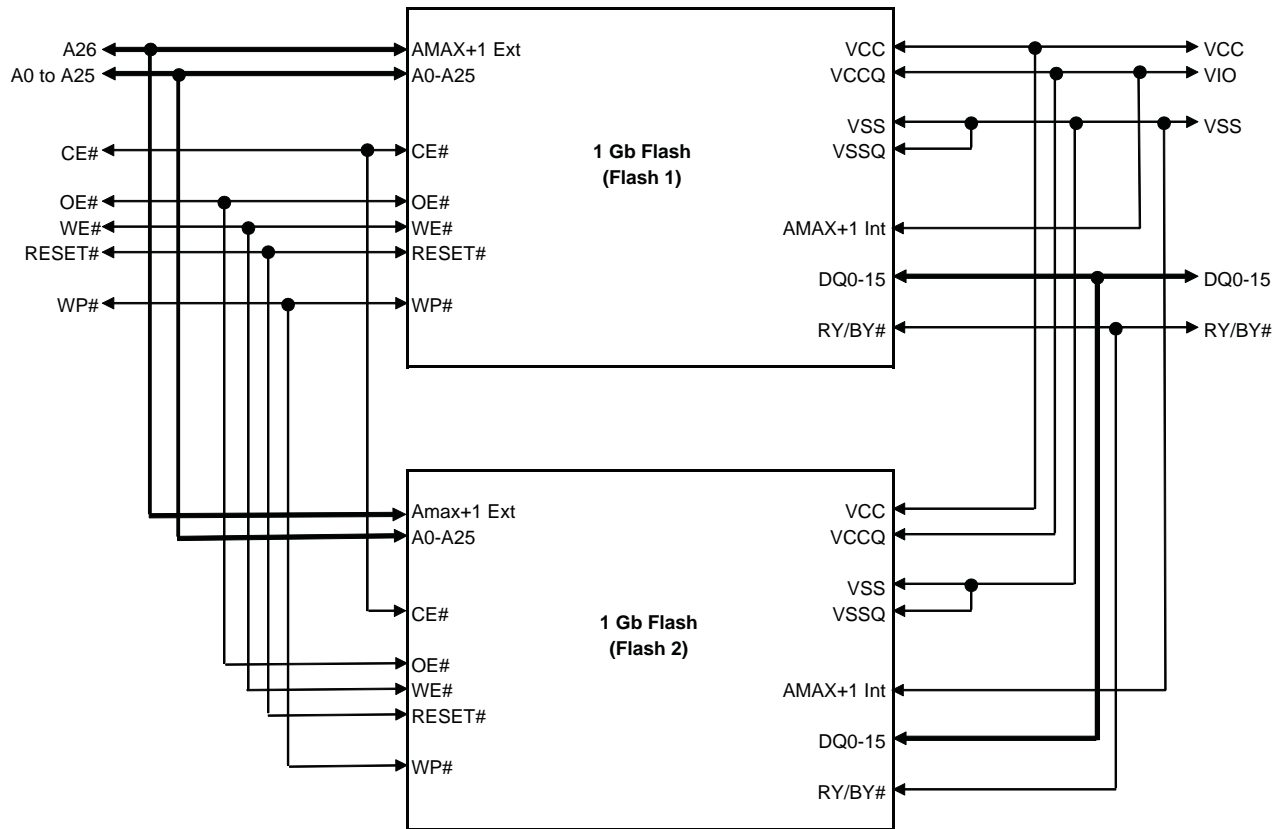 A26
A0 to A25
CE#
OE#
WE#
RESET#
WP#
AMAX+1 Ext
A0-A25
CE#
OE#
WE#
RESET#
WP#
1 Gb Flash
(Flash 1)
VCC
VCCQ
VSS
VSSQ
AMAX+1 Int
DQ0-15
RY/BY#
VCC
VIO
VSS
DQ0-15
RY/BY#
Amax+1 Ext
A0-A25
CE#
OE#
WE#
RESET#
WP#
1 Gb Flash
(Flash 2)
VCC
VCCQ
VSS
VSSQ
AMAX+1 Int
DQ0-15
RY/BY#